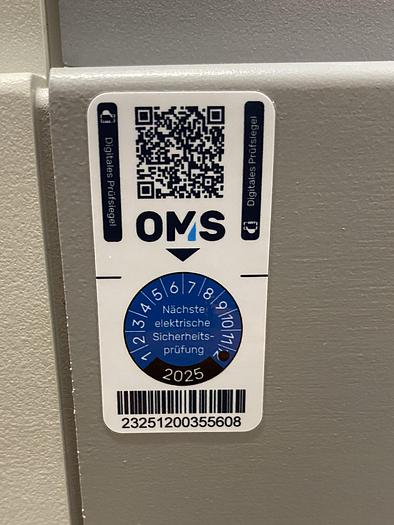 Digitales Prüfsiegel
Digitales Prüfsiegel
OMS
1 2 3 4 5 6 7 8 9 10 11
Nächste
elektrische
Sicherheits-
prüfung
2025
23251200355608